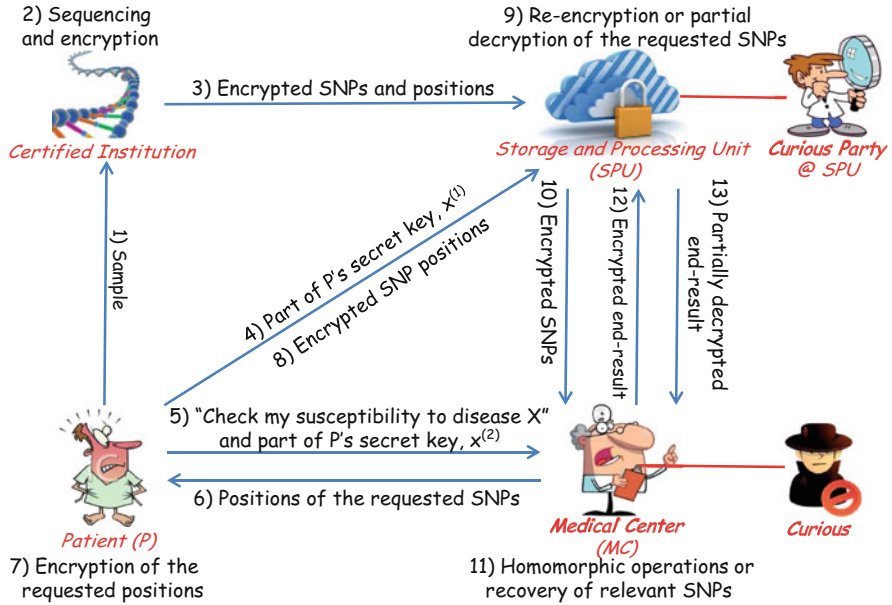 2) Sequencing
and encryption
9) Re-encryption or partial
decryption of the requested SNPs
3) Encrypted SNPs and positions
Certified Institution
Storage and Processing Unit
(SPU)
Curious Party
@ SPU
1) Sample
4) Part of P's secret key, x(1)
8) Encrypted SNP positions
10) Encrypted SNPs
12) Encrypted end-result
13) Partially decrypted
end-result
5) "Check my susceptibility to disease X"
and part of P's secret key, x(2)
6) Positions of the requested SNPs
Patient (P)
Medical Center
(MC)
Curious
7) Encryption of the
requested positions
11) Homomorphic operations or
recovery of relevant SNPs